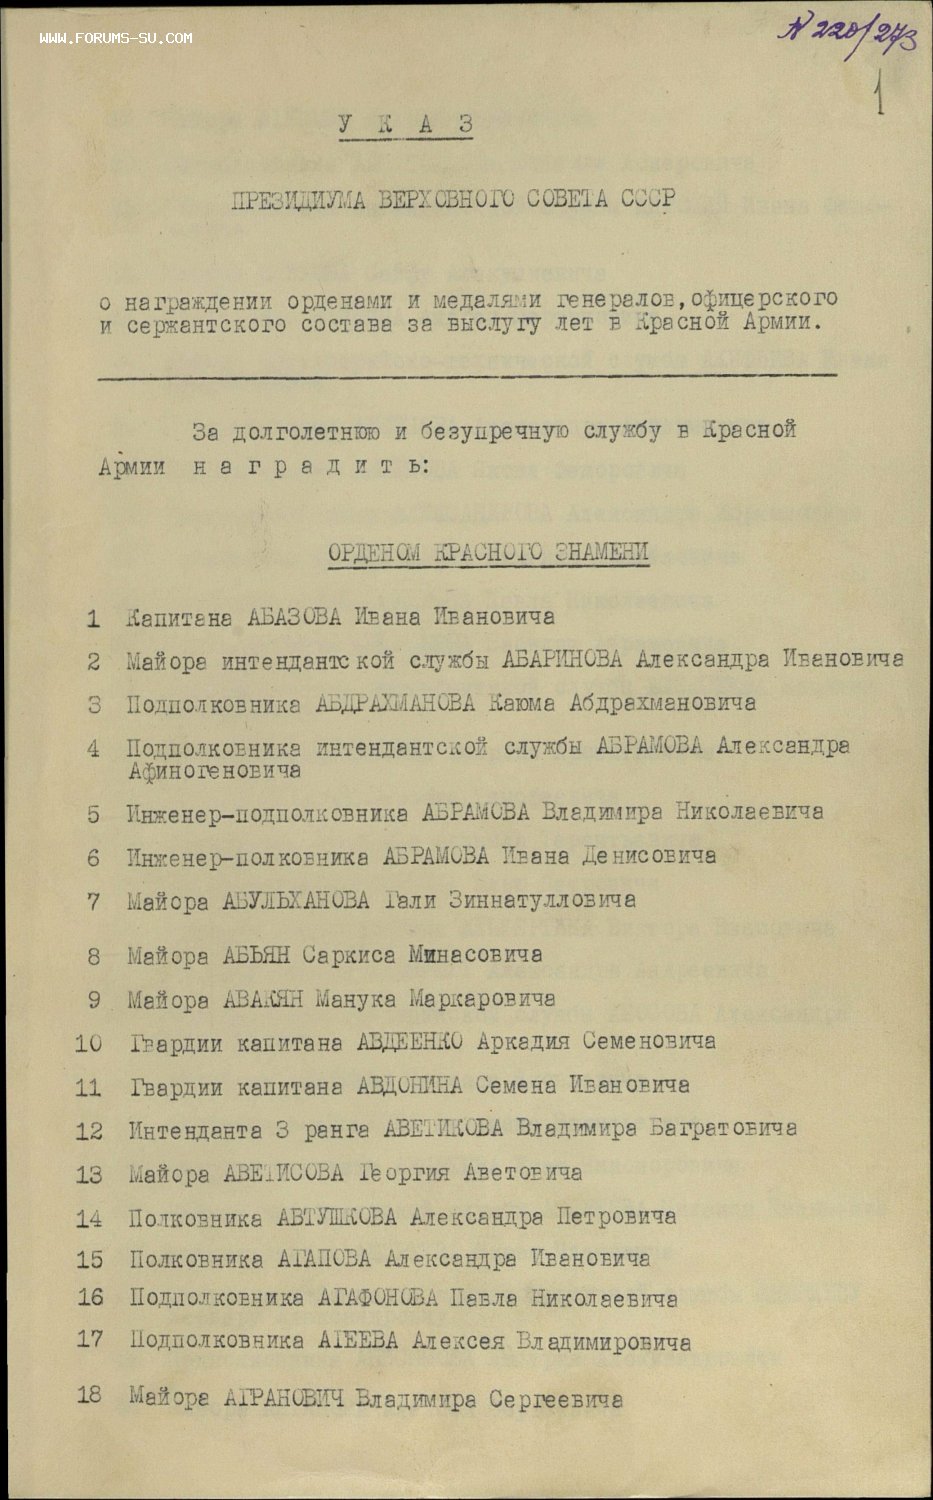 WWW.FORUMS-SU.COM
№ 220/273
1
У К А З
ПРЕЗИДИУМА ВЕРХОВНОГО СОВЕТА СССР
о награждении орденами и медалями генералов, офицерского
и сержантского состава за выслугу лет в Красной Армии.
За долголетнюю и безупречную службу в Красной
Армии н а г р а д и т ь:
ОРДЕНОМ КРАСНОГО ЗНАМЕНИ
1 Капитана АБАЗОВА Ивана Ивановича
2 Майора интендантской службы АБАРИНОВА Александра Ивановича
3 Подполковника АБДРАХМАНОВА Каюма Абдрахмановича
4 Подполковника интендантской службы АБРАМОВА Александра
Афиногеновича
5 Инженер-подполковника АБРАМОВА Владимира Николаевича
6 Инженер-полковника АБРАМОВА Ивана Денисовича
7 Майора АБУЛЬХАНОВА Гали Зиннатулловича
8 Майора АБЬЯН Саркиса Минасовича
9 Майора АВАКЯН Манука Маркаровича
10 Гвардии капитана АВДЕЕНКО Аркадия Семеновича
11 Гвардии капитана АВДОНИНА Семена Ивановича
12 Интенданта 3 ранга АВЕТИКОВА Владимира Багратовича
13 Майора АВЕТИСОВА Георгия Аветовича
14 Полковника АВТУШКОВА Александра Петровича
15 Полковника АГАПОВА Александра Ивановича
16 Подполковника АГАФОНОВА Павла Николаевича
17 Подполковника АГЕЕВА Алексея Владимировича
18 Майора АГРАНОВИЧ Владимира Сергеевича